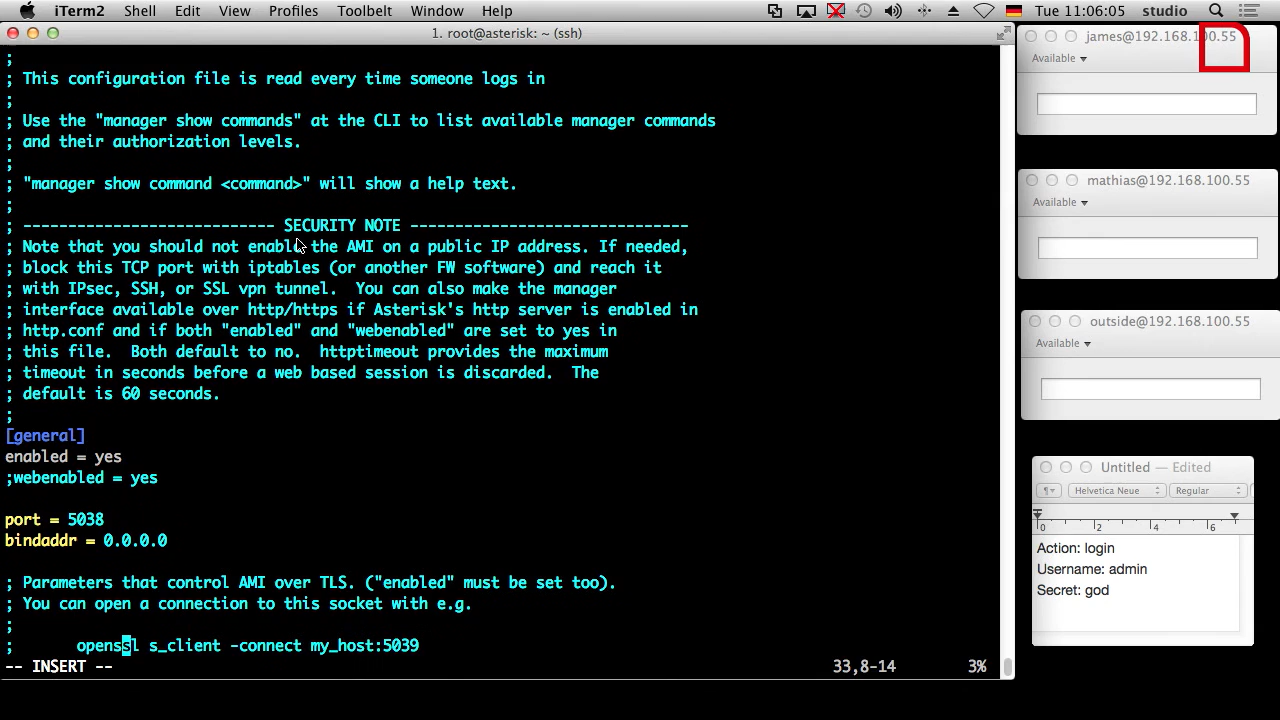 iTerm2 Shell Edit View Profiles Toolbelt Window Help Tue 11:06:05 studio
1. root@asterisk: ~ (ssh)
;
; This configuration file is read every time someone logs in
;
; Use the "manager show commands" at the CLI to list available manager commands
; and their authorization levels.
;
; "manager show command <command>" will show a help text.
;
; ---------------------------- SECURITY NOTE -------------------------------
; Note that you should not enable the AMI on a public IP address. If needed,
; block this TCP port with iptables (or another FW software) and reach it
; with IPsec, SSH, or SSL vpn tunnel.  You can also make the manager
; interface available over http/https if Asterisk's http server is enabled in
; http.conf and if both "enabled" and "webenabled" are set to yes in
; this file.  Both default to no.  httptimeout provides the maximum
; timeout in seconds before a web based session is discarded.  The
; default is 60 seconds.
;
[general]
enabled = yes
;webenabled = yes
port = 5038
bindaddr = 0.0.0.0
; Parameters that control AMI over TLS. ("enabled" must be set too).
; You can open a connection to this socket with e.g.
;
;       openssl s_client -connect my_host:5039
-- INSERT -- 33,8-14 3%
james@192.168.100.55
Available
mathias@192.168.100.55
Available
outside@192.168.100.55
Available
Untitled — Edited
¶ Helvetica Neue Regular
0 2 4 6
Action: login
Username: admin
Secret: god